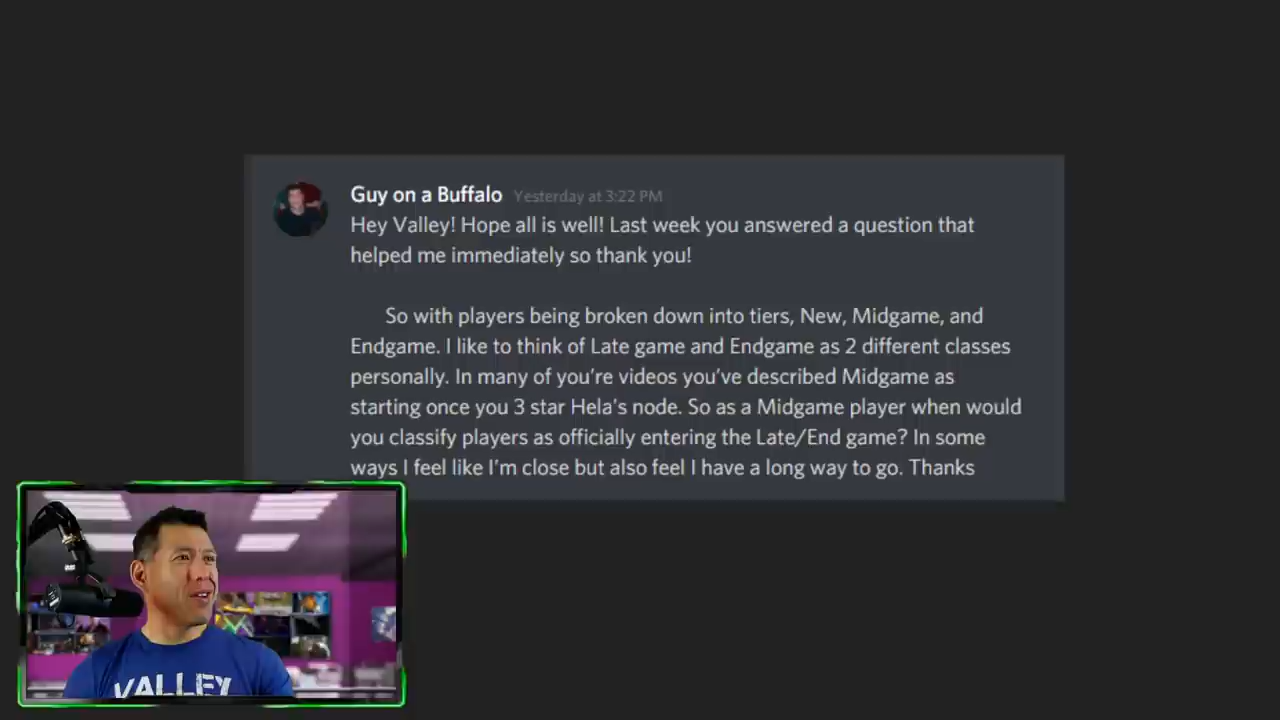 Guy on a Buffalo Yesterday at 3:22 PM
Hey Valley! Hope all is well! Last week you answered a question that
helped me immediately so thank you!
So with players being broken down into tiers, New, Midgame, and
Endgame. I like to think of Late game and Endgame as 2 different classes
personally. In many of you're videos you've described Midgame as
starting once you 3 star Hela's node. So as a Midgame player when would
you classify players as officially entering the Late/End game? In some
ways I feel like I'm close but also feel I have a long way to go. Thanks
VALLEY